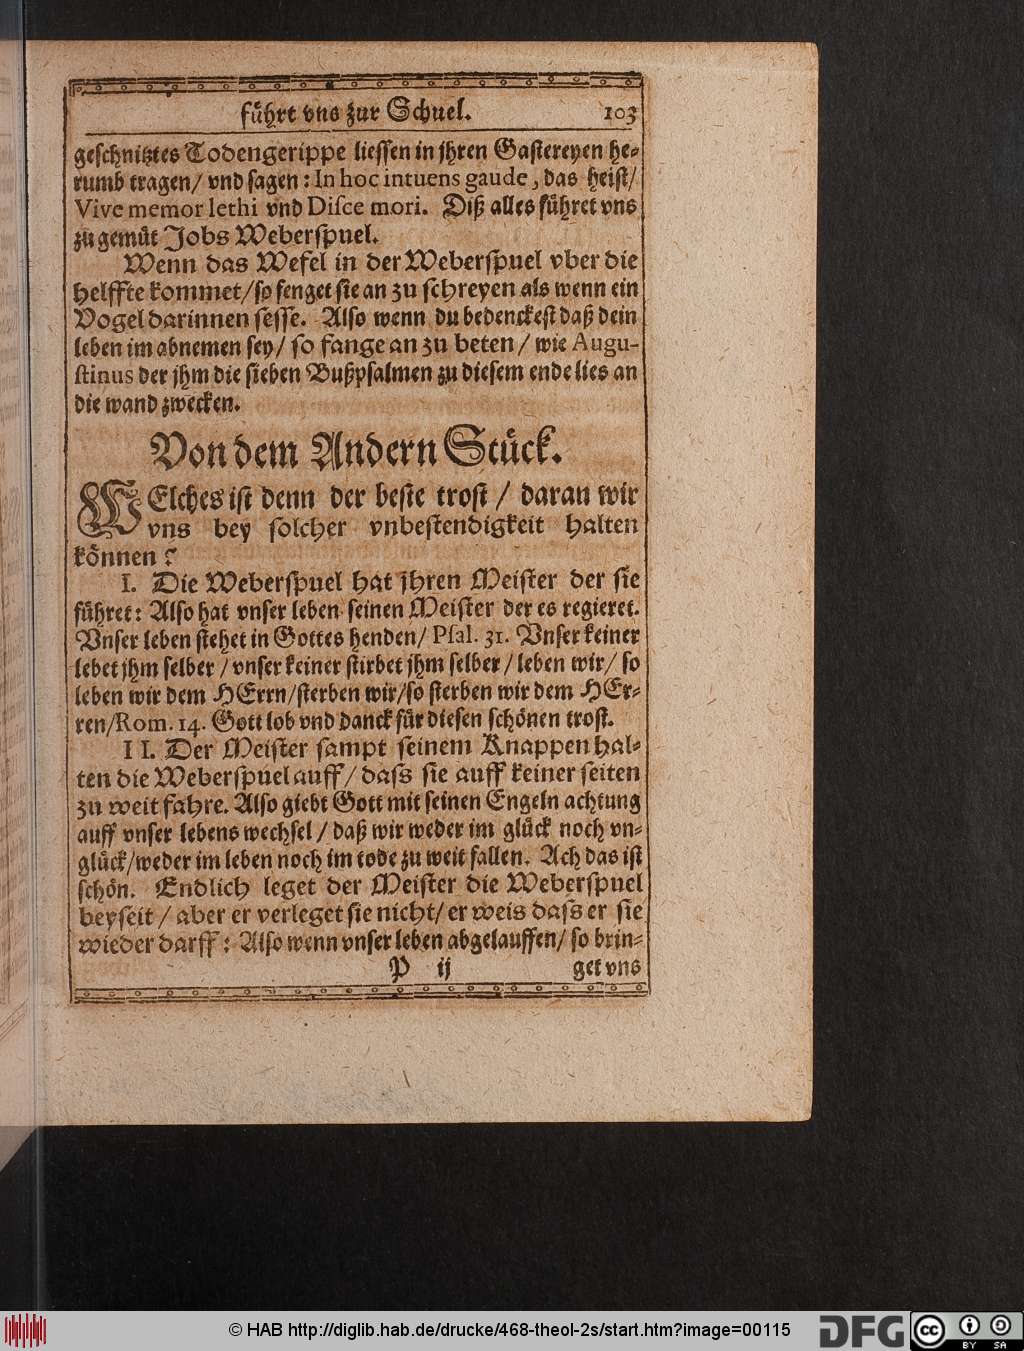 führt vns zur Schuel. 103
geſchnitztes Todengerippe lieſſen in jhren Gaſtereyen he-
rumb tragen/ vnd ſagen: In hoc intuens gaude, das heiſt/
Vive memor lethi vnd Diſce mori. Diß alles führet vns
zu gemüt Jobs Weberſpuel.
Wenn das Wefel in der Weberſpuel vber die
helffte kommet/ ſo fenget ſie an zu ſchreyen als wenn ein
Vogel darinnen ſeſſe. Alſo wenn du bedenckeſt daß dein
leben im abnemen ſey/ ſo fange an zu beten/ wie Augu-
ſtinus der jhm die ſieben Bußpſalmen zu dieſem ende lies an
die wand zwecken.
Von dem Andern Stück.
WElches iſt denn der beſte troſt/ daran wir
vns bey ſolcher vnbeſtendigkeit halten
können?
I. Die Weberſpuel hat jhren Meiſter der ſie
führet: Alſo hat vnſer leben ſeinen Meiſter der es regieret.
Vnſer leben ſtehet in Gottes henden/ Pſal. 31. Vnſer keiner
lebet jhm ſelber/ vnſer keiner ſtirbet jhm ſelber/ leben wir/ ſo
leben wir dem HErrn/ ſterben wir/ ſo ſterben wir dem HEr-
ren/ Rom. 14. Gott lob vnd danck für dieſen ſchönen troſt.
II. Der Meiſter ſampt ſeinem Knappen hal-
ten die Weberſpuel auff/ daſs ſie auff keiner ſeiten
zu weit fahre. Alſo giebt Gott mit ſeinen Engeln achtung
auff vnſer lebens wechſel/ daß wir weder im glück noch vn-
glück/ weder im leben noch im tode zu weit fallen. Ach das iſt
ſchön. Endlich leget der Meiſter die Weberſpuel
beyſeit/ aber er verleget ſie nicht/ er weis daſs er ſie
wieder darff: Alſo wenn vnſer leben abgelauffen/ ſo brin-
P ij get vns
© HAB http://diglib.hab.de/drucke/468-theol-2s/start.htm?image=00115 DFG cc BY SA